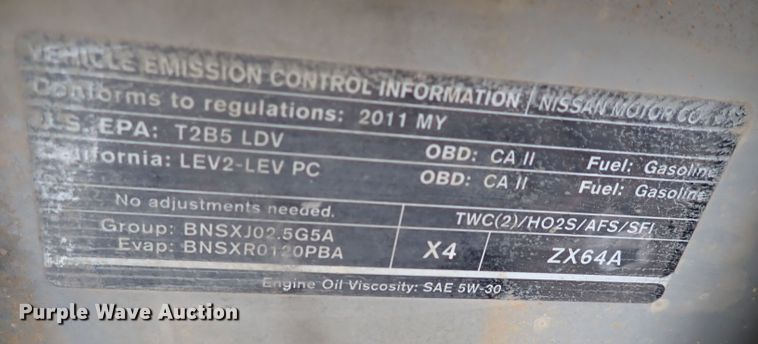 VEHICLE EMISSION CONTROL INFORMATION NISSAN MOTOR CO.,
Conforms to regulations: 2011 MY
U.S. EPA: T2B5 LDV OBD: CA II Fuel: Gasoline
California: LEV2-LEV PC OBD: CA II Fuel: Gasoline
No adjustments needed. TWC(2)/HO2S/AFS/SFI
Group: BNSXJ02.5G5A
Evap: BNSXR0120PBA X4 ZX64A
Engine Oil Viscosity: SAE 5W-30
Purple Wave Auction